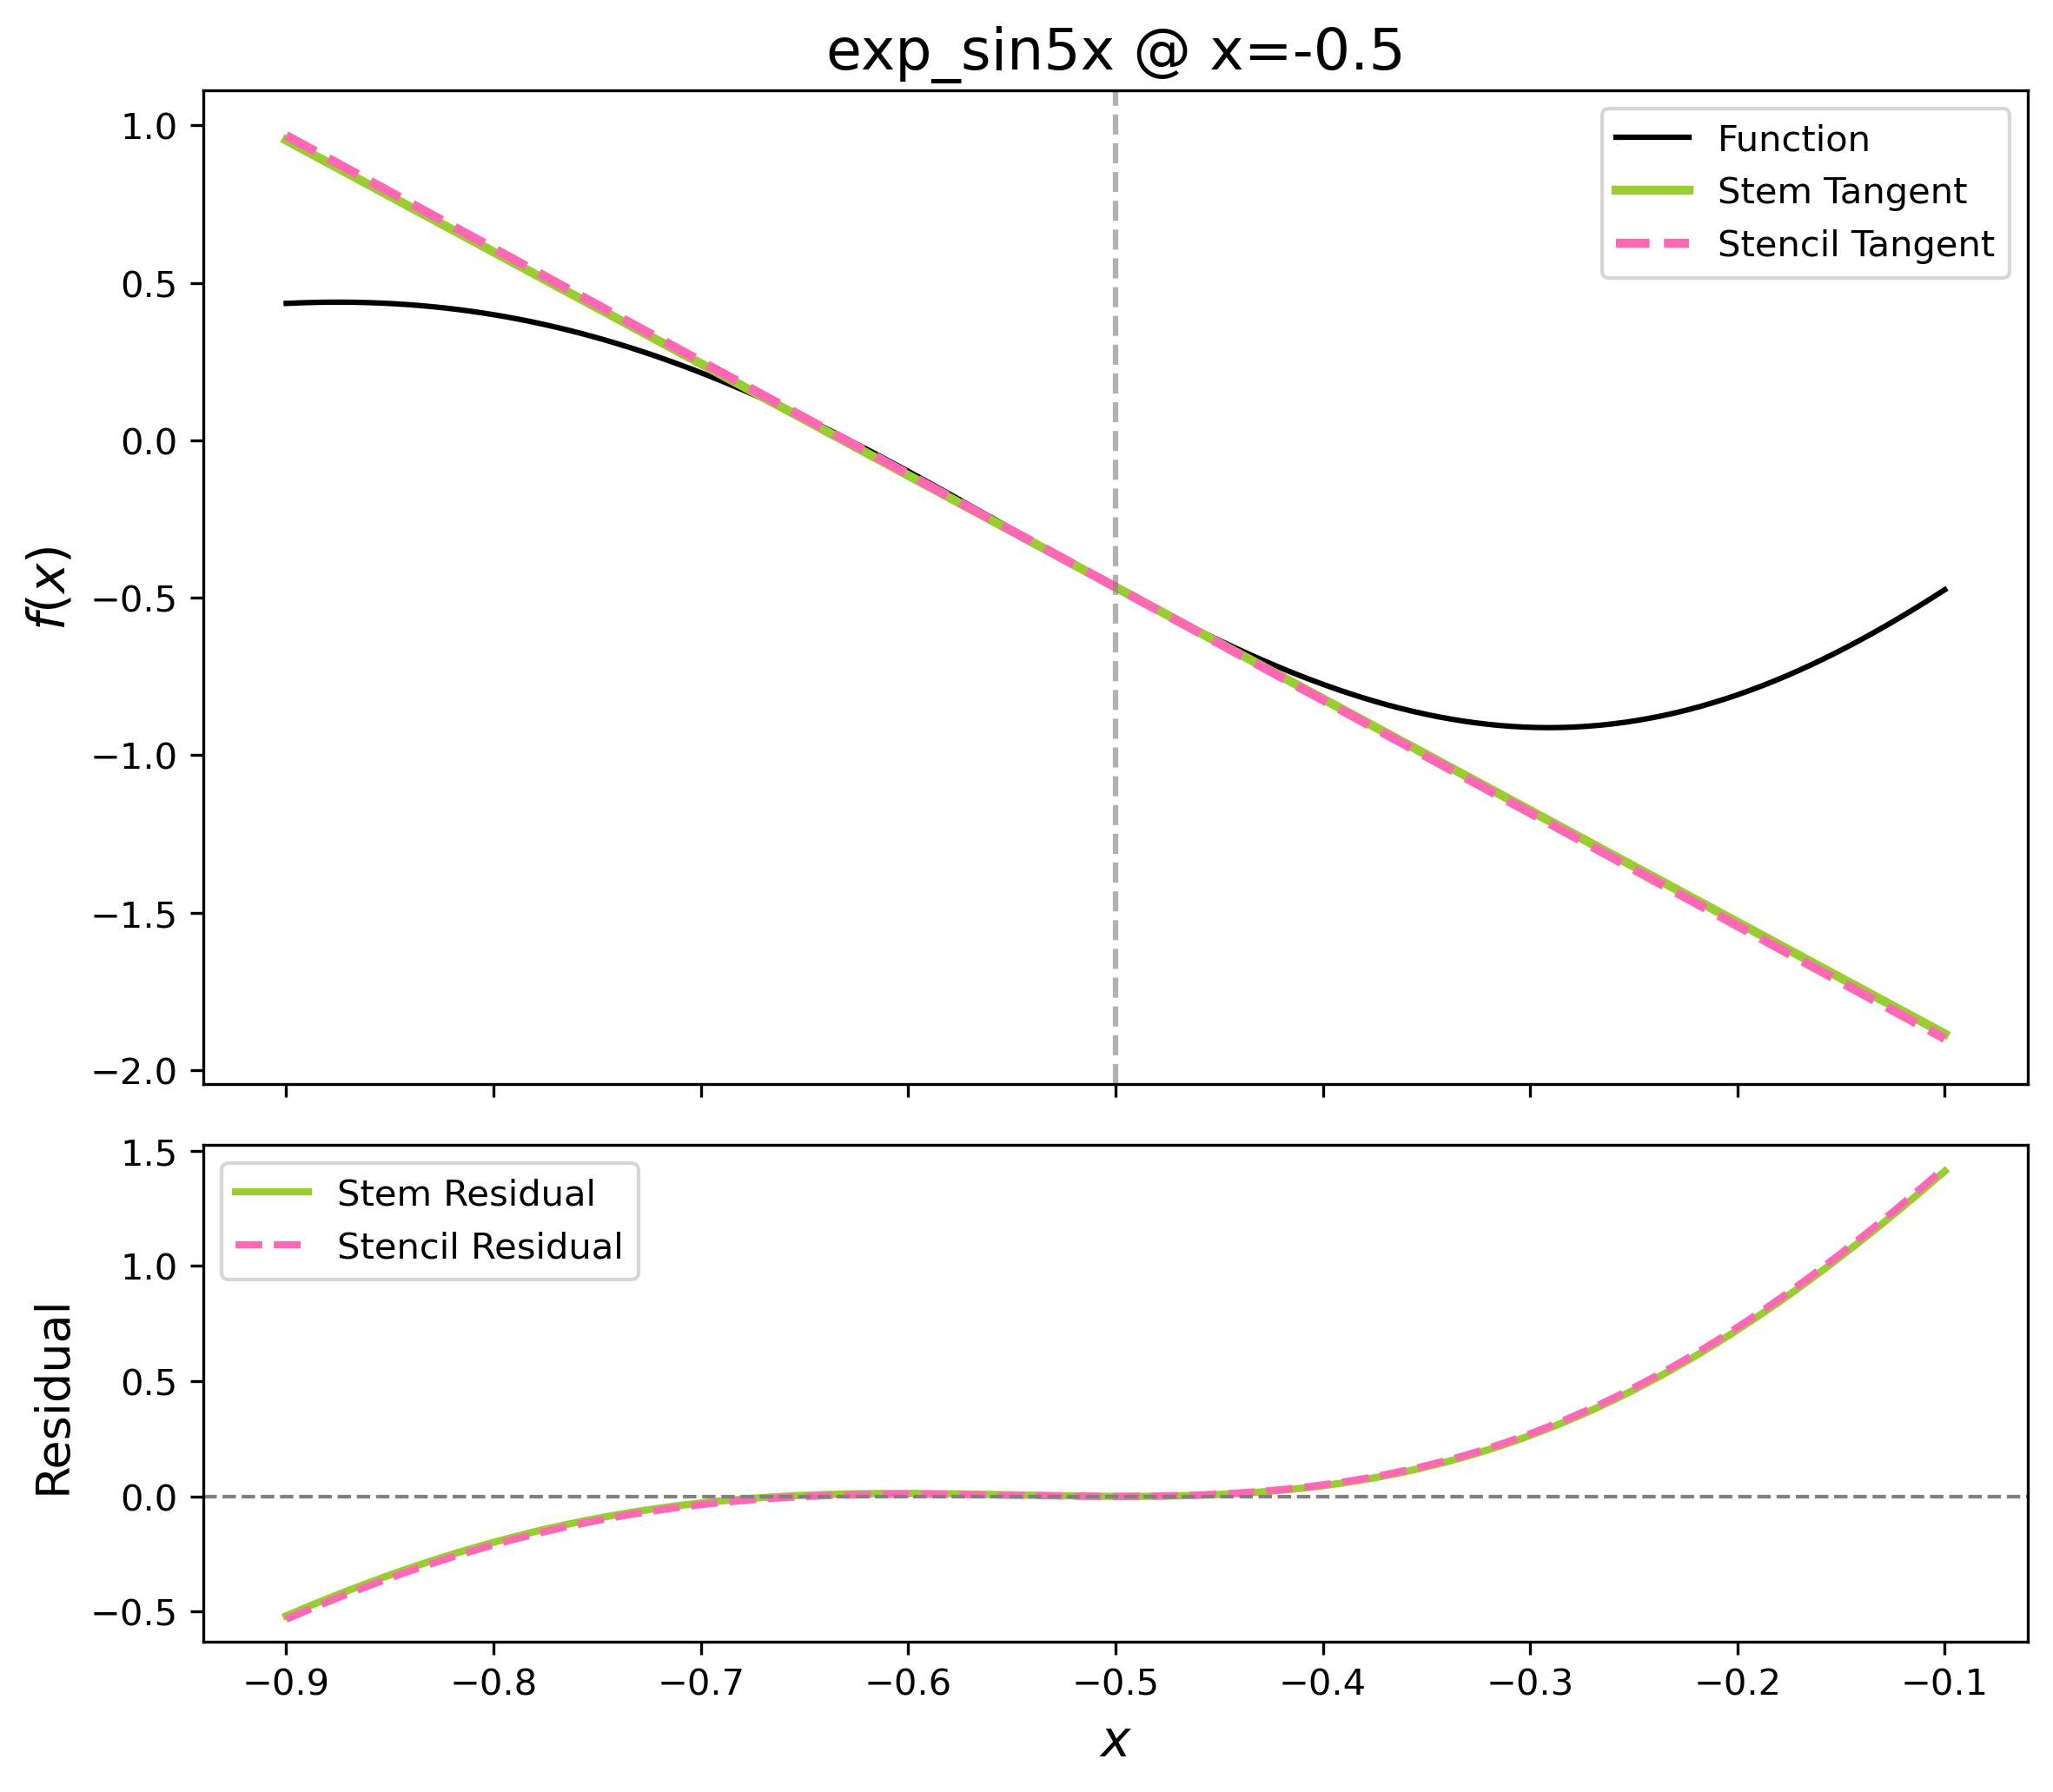 exp_sin5x @ x=-0.5
1.0
0.5
0.0
−0.5
−1.0
−1.5
−2.0
f(x)
Function
Stem Tangent
Stencil Tangent
1.5
1.0
0.5
0.0
−0.5
Residual
Stem Residual
Stencil Residual
−0.9 −0.8 −0.7 −0.6 −0.5 −0.4 −0.3 −0.2 −0.1
x